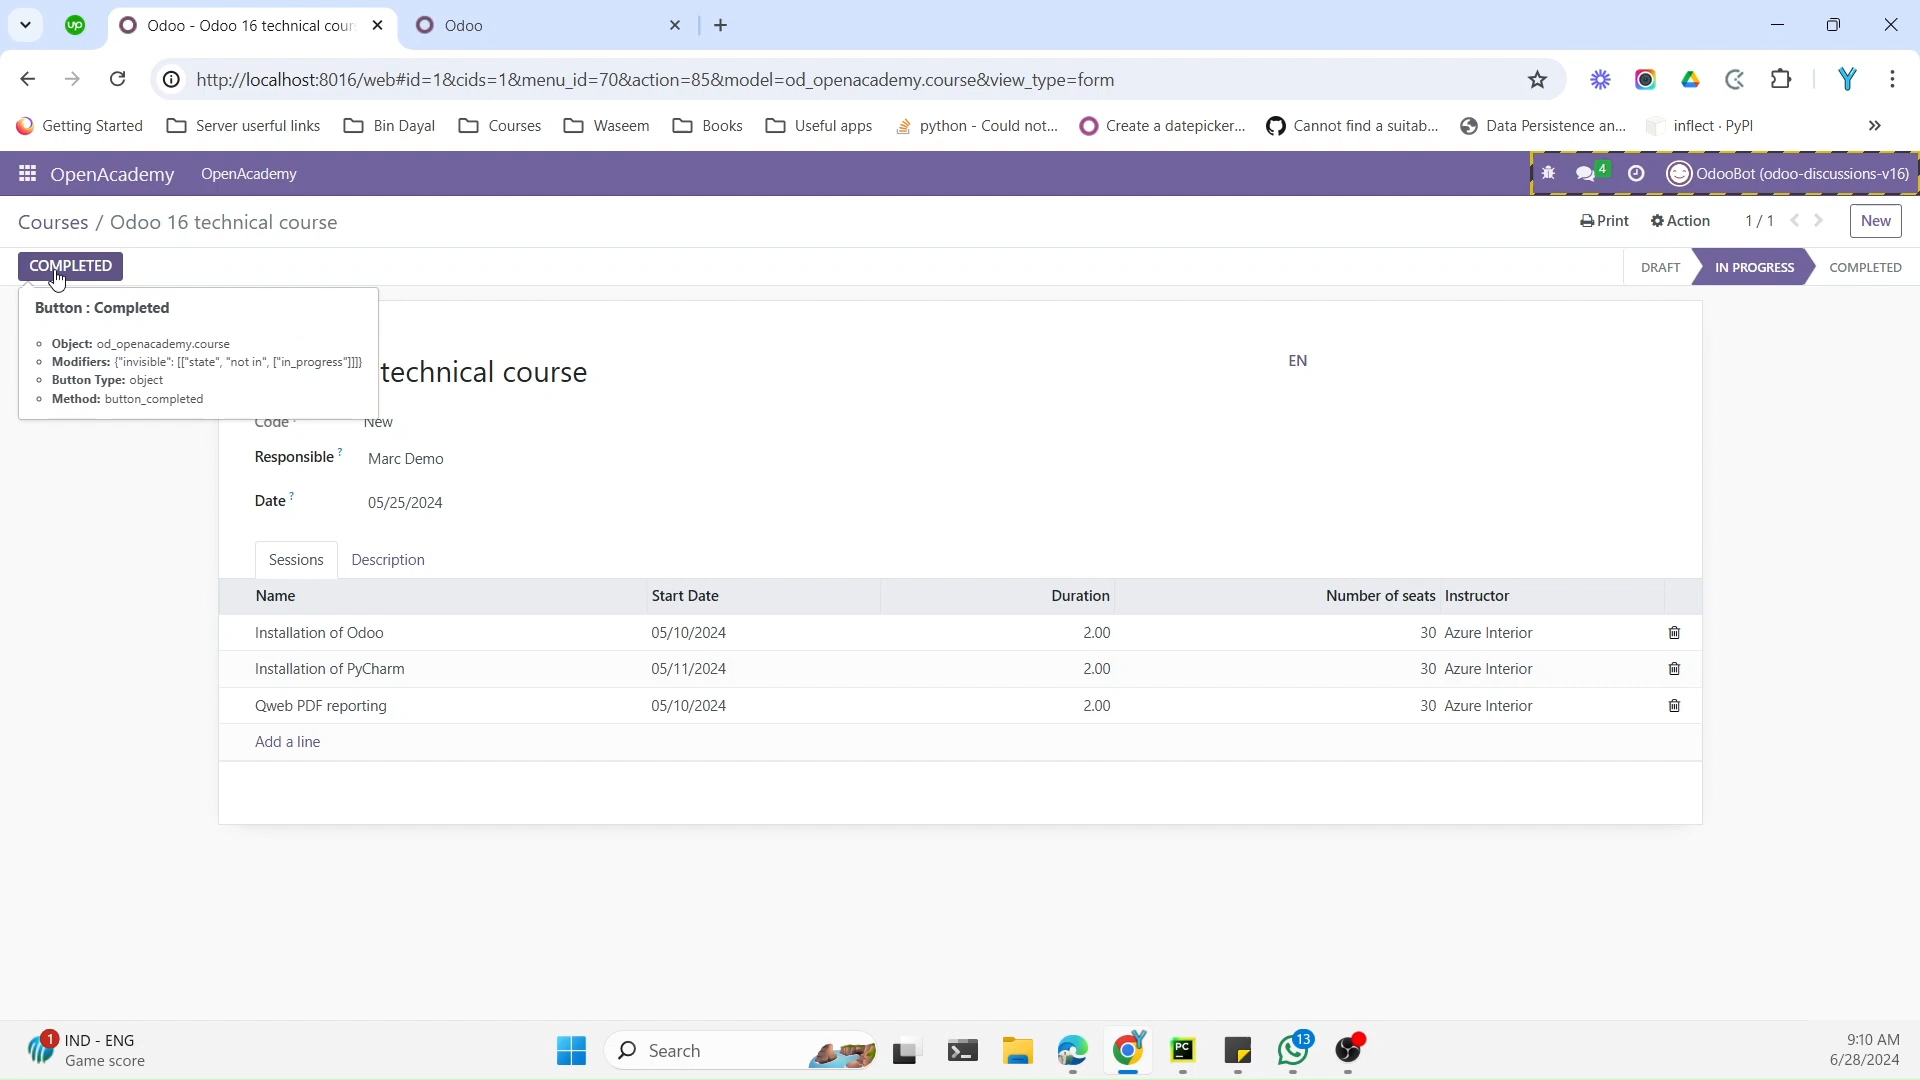 up
Odoo - Odoo 16 technical cour
Odoo
http://localhost:8016/web#id=1&cids=1&menu_id=70&action=85&model=od_openacademy.course&view_type=form
Getting Started
Server userful links
Bin Dayal
Courses
Waseem
Books
Useful apps
python - Could not...
Create a datepicker...
Cannot find a suitab...
Data Persistence an...
inflect · PyPI
OpenAcademy
OpenAcademy
4
OdooBot (odoo-discussions-v16)
Courses / Odoo 16 technical course
Print
Action
1 / 1
New
COMPLETED
DRAFT
IN PROGRESS
COMPLETED
Button : Completed
Object: od_openacademy.course
Modifiers: {"invisible": [["state", "not in", ["in_progress"]]]}
Button Type: object
Method: button_completed
technical course
EN
Code ?
New
Responsible ?
Marc Demo
Date ?
05/25/2024
Sessions
Description
Name
Start Date
Duration
Number of seats
Instructor
Installation of Odoo
05/10/2024
2.00
30
Azure Interior
Installation of PyCharm
05/11/2024
2.00
30
Azure Interior
Qweb PDF reporting
05/10/2024
2.00
30
Azure Interior
Add a line
1
IND - ENG
Game score
Search
PC
13
9:10 AM
6/28/2024